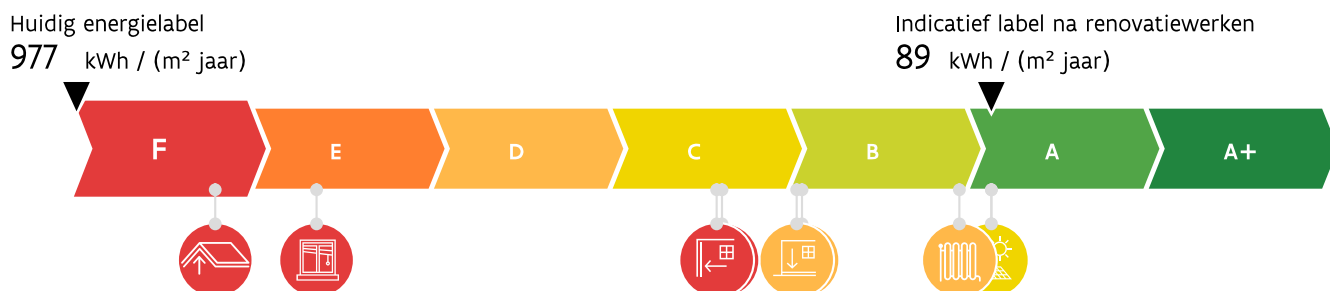 Huidig energielabel
977 kWh / (m² jaar)
Indicatief label na renovatiewerken
89 kWh / (m² jaar)
F E D C B A A+